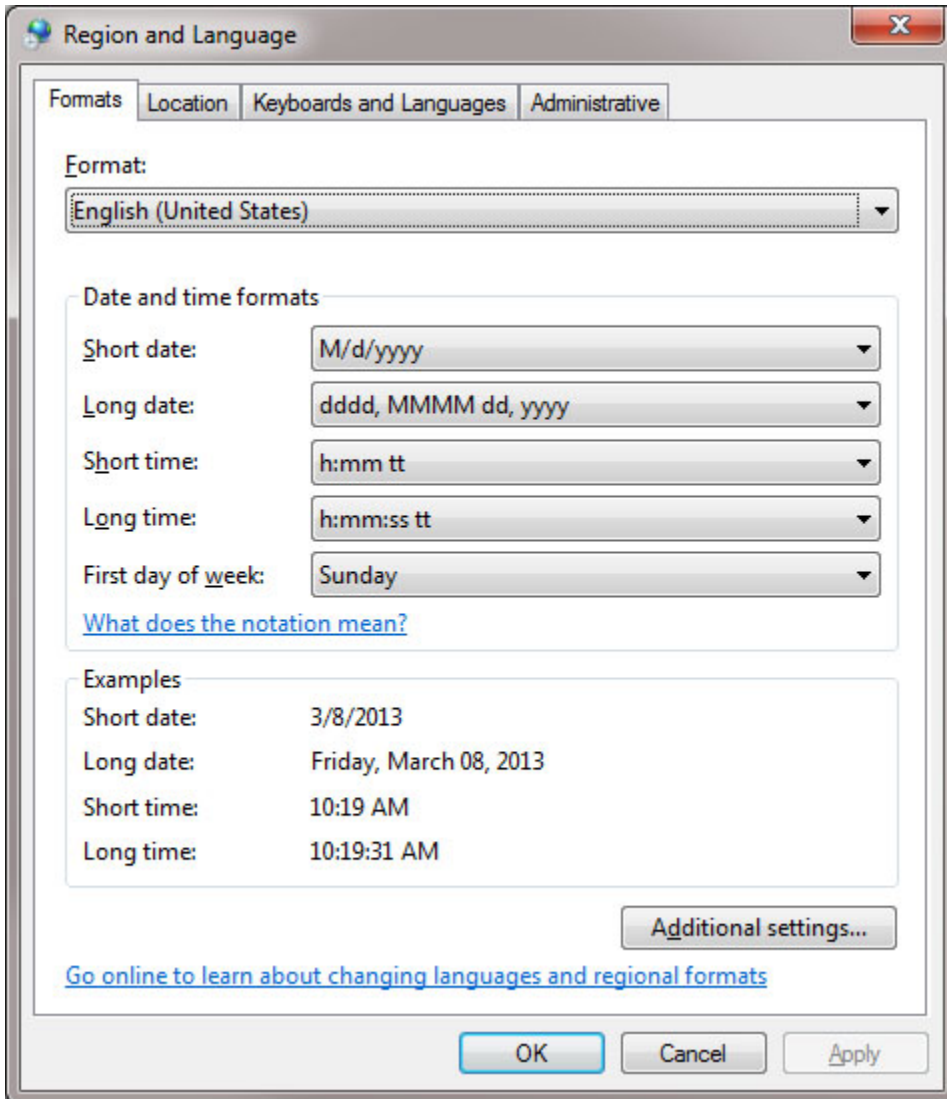 Region and Language
Formats Location Keyboards and Languages Administrative
Format:
English (United States)
Date and time formats
Short date: M/d/yyyy
Long date: dddd, MMMM dd, yyyy
Short time: h:mm tt
Long time: h:mm:ss tt
First day of week: Sunday
What does the notation mean?
Examples
Short date: 3/8/2013
Long date: Friday, March 08, 2013
Short time: 10:19 AM
Long time: 10:19:31 AM
Additional settings...
Go online to learn about changing languages and regional formats
OK Cancel Apply